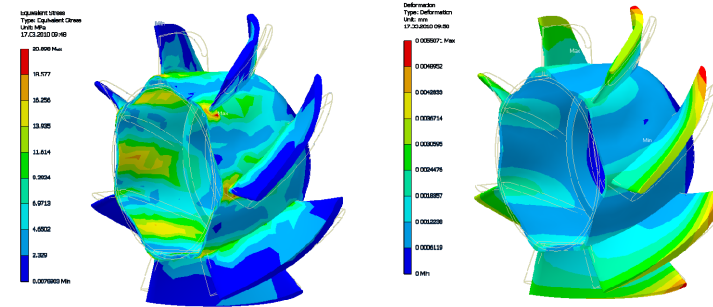 Equivalent Stress
Type: Equivalent Stress
Unit: MPa
17.03.2010 09:48
20.898 Max
18.577
16.256
13.935
11.614
9.2934
6.9713
4.6502
2.329
0.0076903 Min
Max
Deformation
Type: Deformation
Unit: mm
17.03.2010 09:50
0.0055071 Max
0.0048952
0.0042833
0.0036714
0.0030595
0.0024476
0.0018357
0.0012238
0.0006119
0 Min
Max
Min